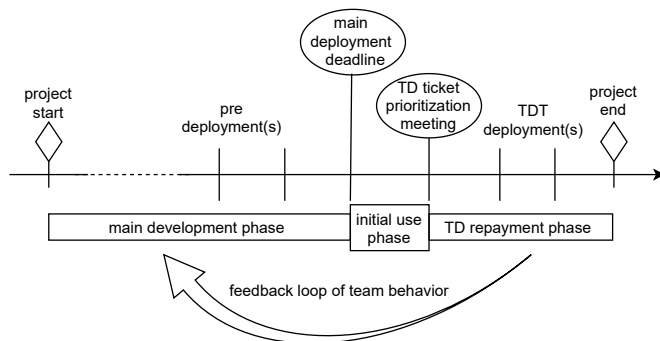 main
deployment
deadline
project
start
pre
deployment(s)
TD ticket
prioritization
meeting
TDT
deployment(s)
project
end
main development phase
initial use
phase
TD repayment phase
feedback loop of team behavior